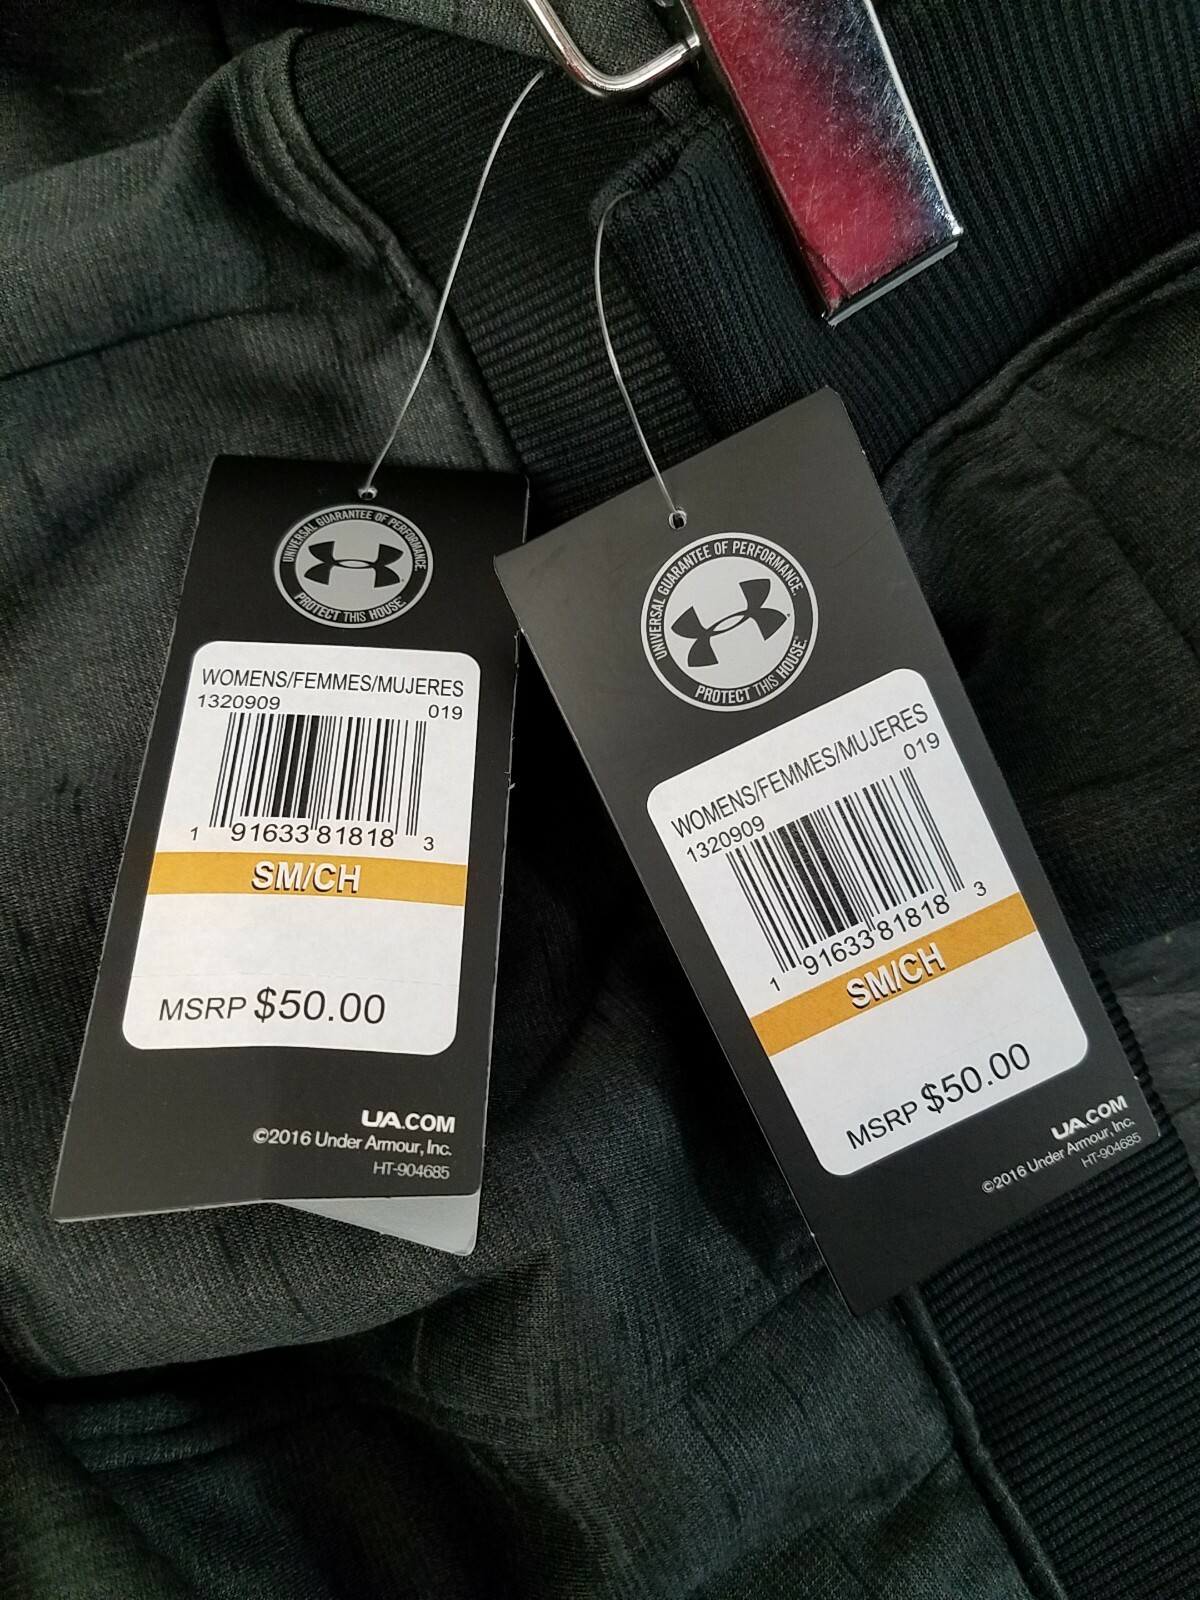 UNIVERSAL GUARANTEE OF PERFORMANCE
PROTECT THIS HOUSE
WOMENS/FEMMES/MUJERES
1320909 019
1 91633 81818 3
SM/CH
MSRP $50.00
UA.COM
©2016 Under Armour, Inc.
HT-904685
UNIVERSAL GUARANTEE OF PERFORMANCE.
PROTECT THIS HOUSE.
WOMENS/FEMMES/MUJERES
1320909 019
1 91633 81818 3
SM/CH
MSRP $50.00
UA.COM
©2016 Under Armour, Inc.
HT-904685